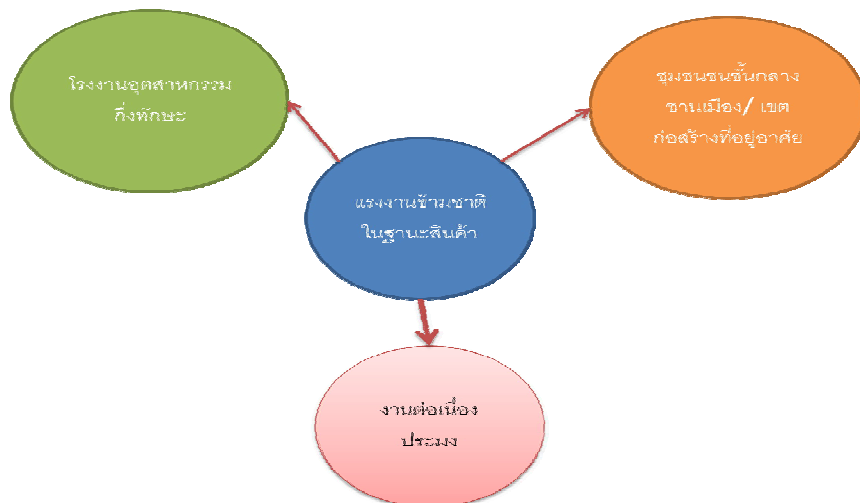 โรงงานอุตสาหกรรม
กึ่งทักษะ
ชุมชนชนชั้นกลาง
ชานเมือง/ เขต
ก่อสร้างที่อยู่อาศัย
แรงงานข้ามชาติ
ในฐานะสินค้า
งานต่อเนื่อง
ประมง